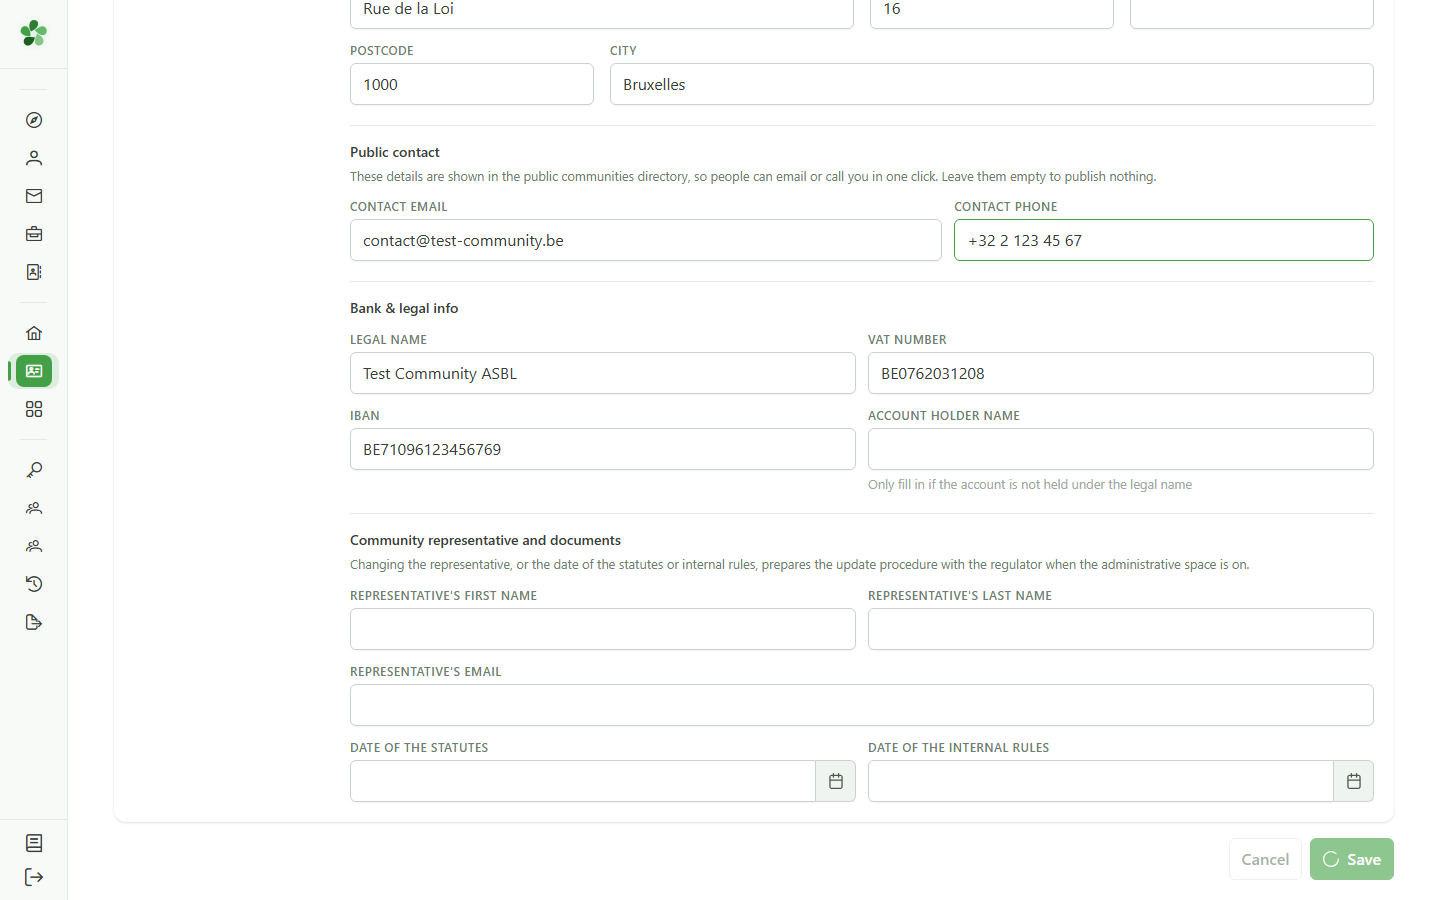 Rue de la Loi
16
POSTCODE
CITY
1000
Bruxelles
Public contact
These details are shown in the public communities directory, so people can email or call you in one click. Leave them empty to publish nothing.
CONTACT EMAIL
CONTACT PHONE
contact@test-community.be
+32 2 123 45 67
Bank & legal info
LEGAL NAME
VAT NUMBER
Test Community ASBL
BE0762031208
IBAN
ACCOUNT HOLDER NAME
BE71096123456769
Only fill in if the account is not held under the legal name
Community representative and documents
Changing the representative, or the date of the statutes or internal rules, prepares the update procedure with the regulator when the administrative space is on.
REPRESENTATIVE'S FIRST NAME
REPRESENTATIVE'S LAST NAME
REPRESENTATIVE'S EMAIL
DATE OF THE STATUTES
DATE OF THE INTERNAL RULES
Cancel
Save